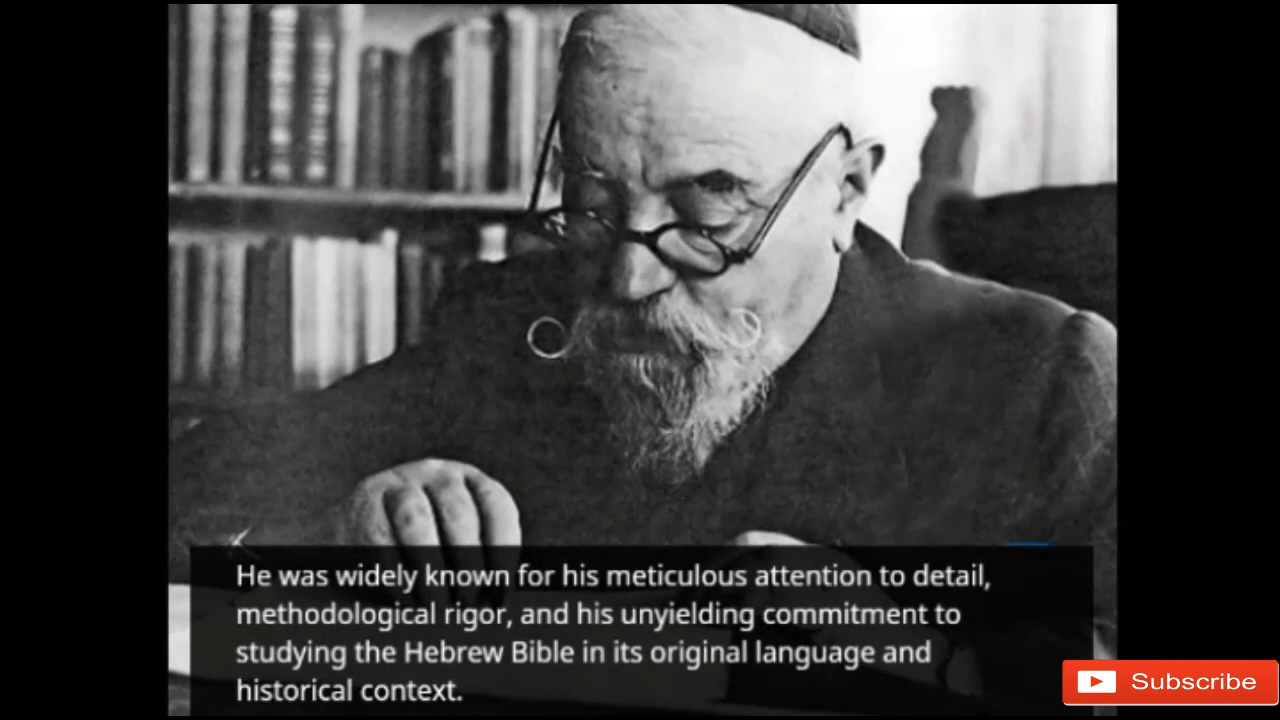 He was widely known for his meticulous attention to detail,
methodological rigor, and his unyielding commitment to
studying the Hebrew Bible in its original language and
historical context.
Subscribe